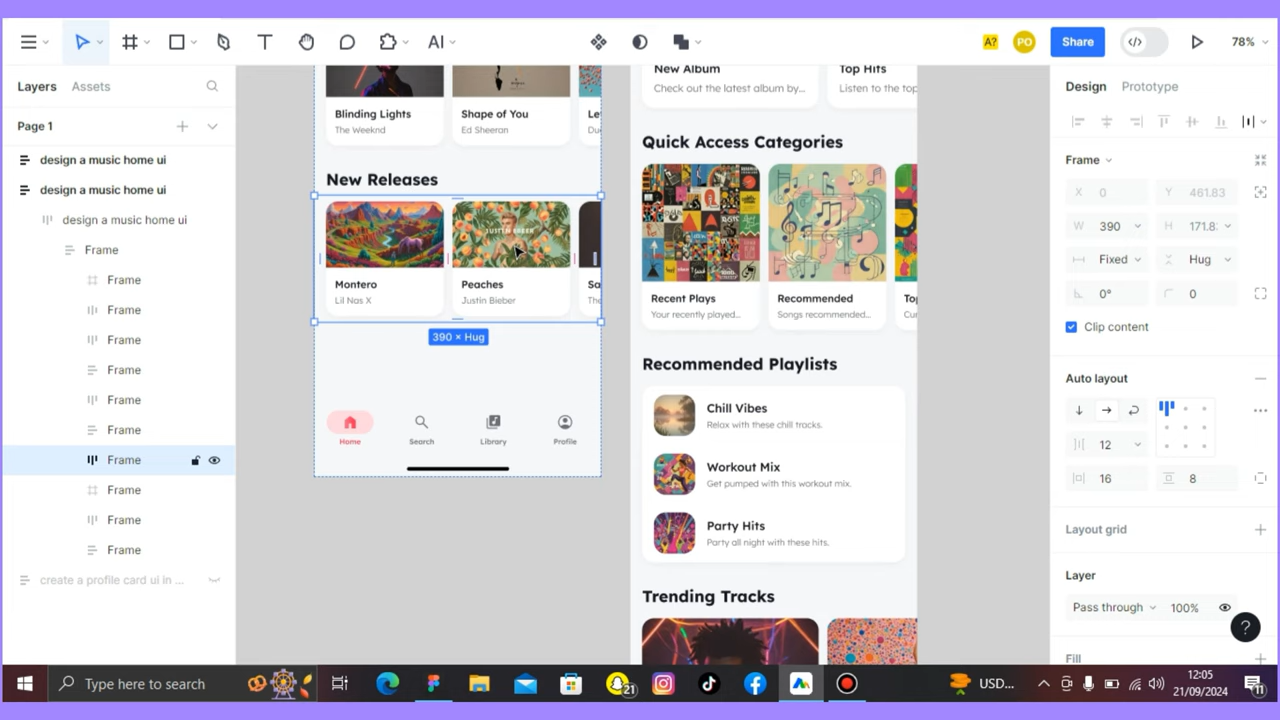 AI
A?
PO
Share
78%
Layers
Assets
Page 1
design a music home ui
design a music home ui
design a music home ui
Frame
Frame
Frame
Frame
Frame
Frame
Frame
Frame
Frame
Frame
Frame
create a profile card ui in ...
Blinding Lights
The Weeknd
Shape of You
Ed Sheeran
New Releases
JUSTIN BIEBER
Montero
Lil Nas X
Peaches
Justin Bieber
390 × Hug
Home
Search
Library
Profile
New Album
Check out the latest album by...
Top Hits
Listen to the top
Quick Access Categories
Recent Plays
Your recently played...
Recommended
Songs recommended...
Recommended Playlists
Chill Vibes
Relax with these chill tracks.
Workout Mix
Get pumped with this workout mix.
Party Hits
Party all night with these hits.
Trending Tracks
Design
Prototype
Frame
X 0
Y 461.83
W 390
H 171.8
Fixed
Hug
0°
0
Clip content
Auto layout
12
16
8
Layout grid
Layer
Pass through
100%
Fill
?
Type here to search
21
USD...
12:05
21/09/2024
11